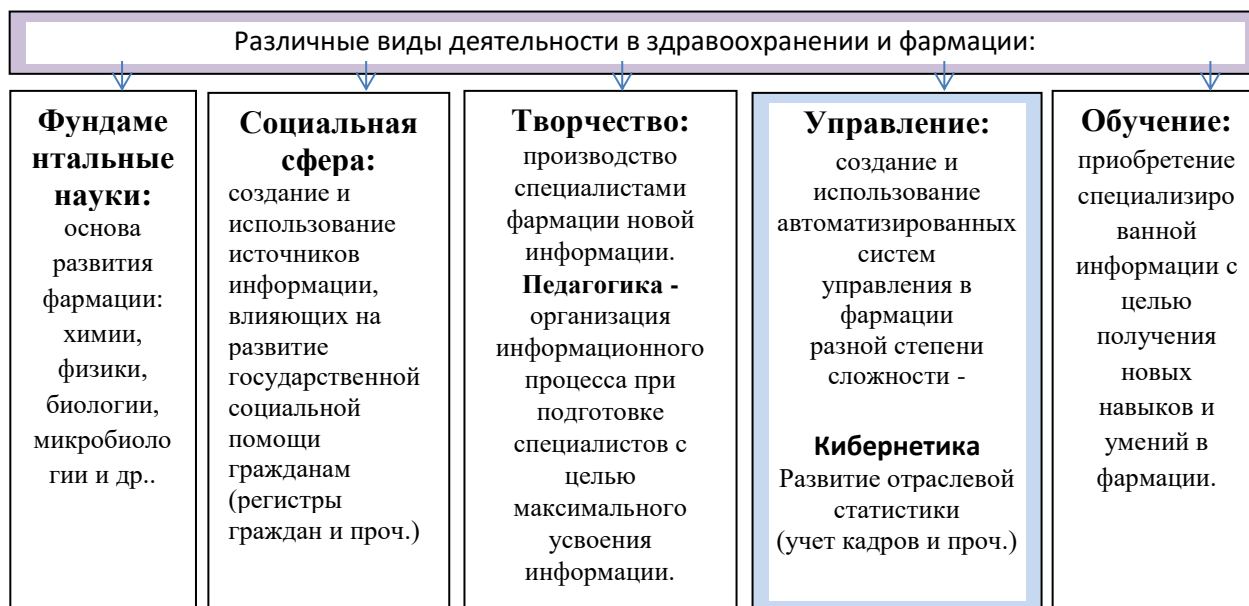 Различные виды деятельности в здравоохранении и фармации:
Фундаме
нтальные
науки:
основа
развития
фармации:
химии,
физики,
биологии,
микробиоло
гии и др..
Социальная
сфера:
создание и
использование
источников
информации,
влияющих на
развитие
государственной
социальной
помощи
гражданам
(регистры
граждан и проч.)
Творчество:
производство
специалистами
фармации новой
информации.
Педагогика -
организация
информационного
процесса при
подготовке
специалистов с
целью
максимального
усвоения
информации.
Управление:
создание и
использование
автоматизированных
систем
управления в
фармации
разной степени
сложности -
Кибернетика
Развитие отраслевой
статистики
(учет кадров и проч.)
Обучение:
приобретение
специализиро
ванной
информации с
целью
получения
новых
навыков и
умений в
фармации.